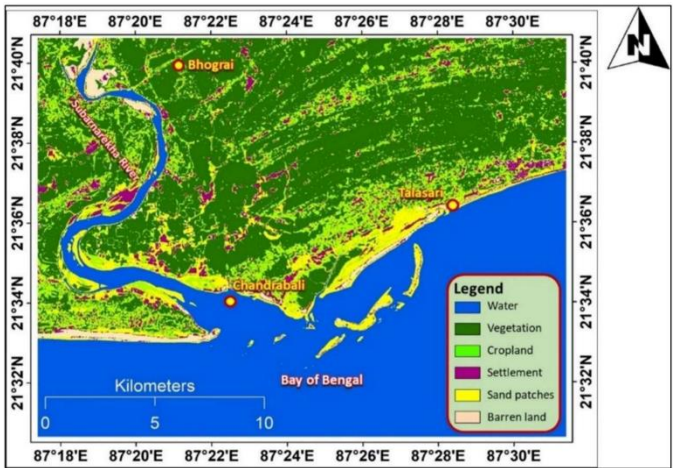 87°18'E 87°20'E 87°22'E 87°24'E 87°26'E 87°28'E 87°30'E
N
21°40'N
21°40'N
Bhograi
Subarnarekha River
21°38'N
21°38'N
Talasari
21°36'N
21°36'N
Chandrabali
21°34'N
21°34'N
Legend
Water
Vegetation
Cropland
Settlement
Sand patches
Barren land
21°32'N
21°32'N
Bay of Bengal
Kilometers
0 5 10
87°18'E 87°20'E 87°22'E 87°24'E 87°26'E 87°28'E 87°30'E